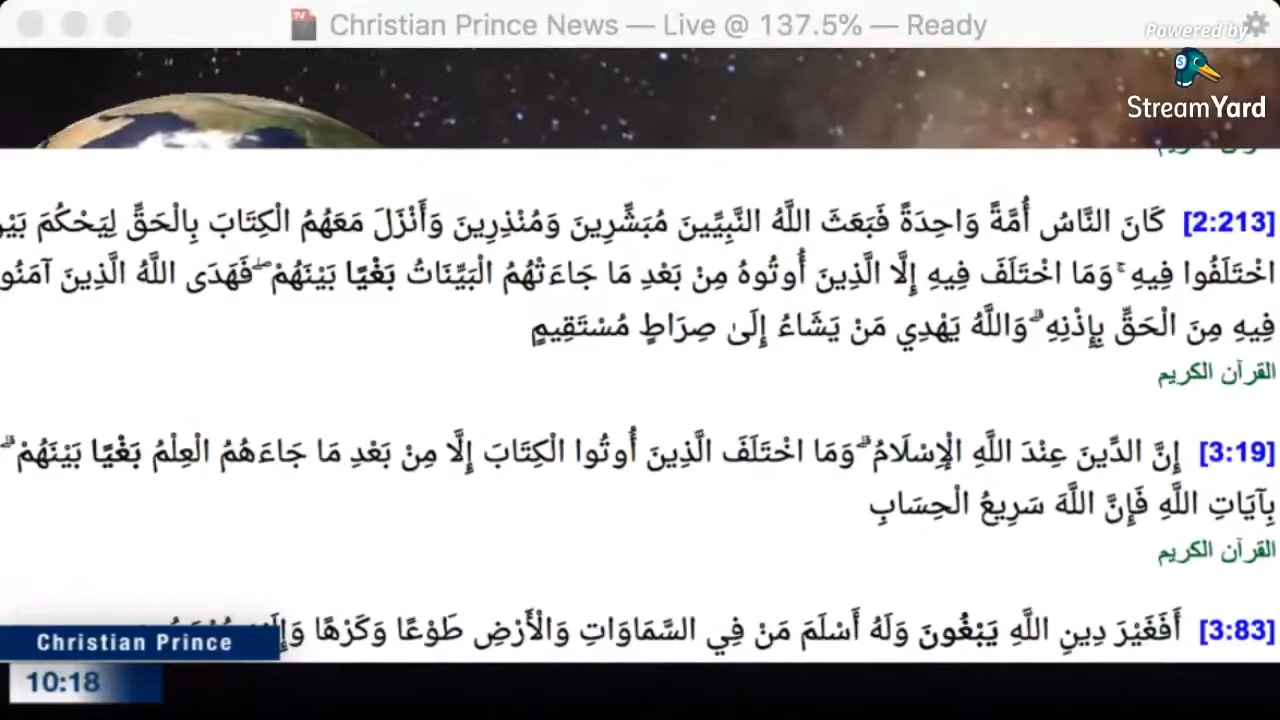 Christian Prince News — Live @ 137.5% — Ready
Powered by
StreamYard
[2:213] كَانَ النَّاسُ أُمَّةً وَاحِدَةً فَبَعَثَ اللَّهُ النَّبِيِّينَ مُبَشِّرِينَ وَمُنْذِرِينَ وَأَنْزَلَ مَعَهُمُ الْكِتَابَ بِالْحَقِّ لِيَحْكُمَ
اخْتَلَفُوا فِيهِ ۚ وَمَا اخْتَلَفَ فِيهِ إِلَّا الَّذِينَ أُوتُوهُ مِنْ بَعْدِ مَا جَاءَتْهُمُ الْبَيِّنَاتُ بَغْيًا بَيْنَهُمْ ۖ فَهَدَى اللَّهُ الَّذِينَ
فِيهِ مِنَ الْحَقِّ بِإِذْنِهِ ۗ وَاللَّهُ يَهْدِي مَنْ يَشَاءُ إِلَىٰ صِرَاطٍ مُسْتَقِيمٍ
القرآن الكريم
[3:19] إِنَّ الدِّينَ عِنْدَ اللَّهِ الْإِسْلَامُ ۗ وَمَا اخْتَلَفَ الَّذِينَ أُوتُوا الْكِتَابَ إِلَّا مِنْ بَعْدِ مَا جَاءَهُمُ الْعِلْمُ بَغْيًا بَيْنَهُمْ ۗ
بِآيَاتِ اللَّهِ فَإِنَّ اللَّهَ سَرِيعُ الْحِسَابِ
القرآن الكريم
[3:83] أَفَغَيْرَ دِينِ اللَّهِ يَبْغُونَ وَلَهُ أَسْلَمَ مَنْ فِي السَّمَاوَاتِ وَالْأَرْضِ طَوْعًا وَكَرْهًا
Christian Prince
10:18